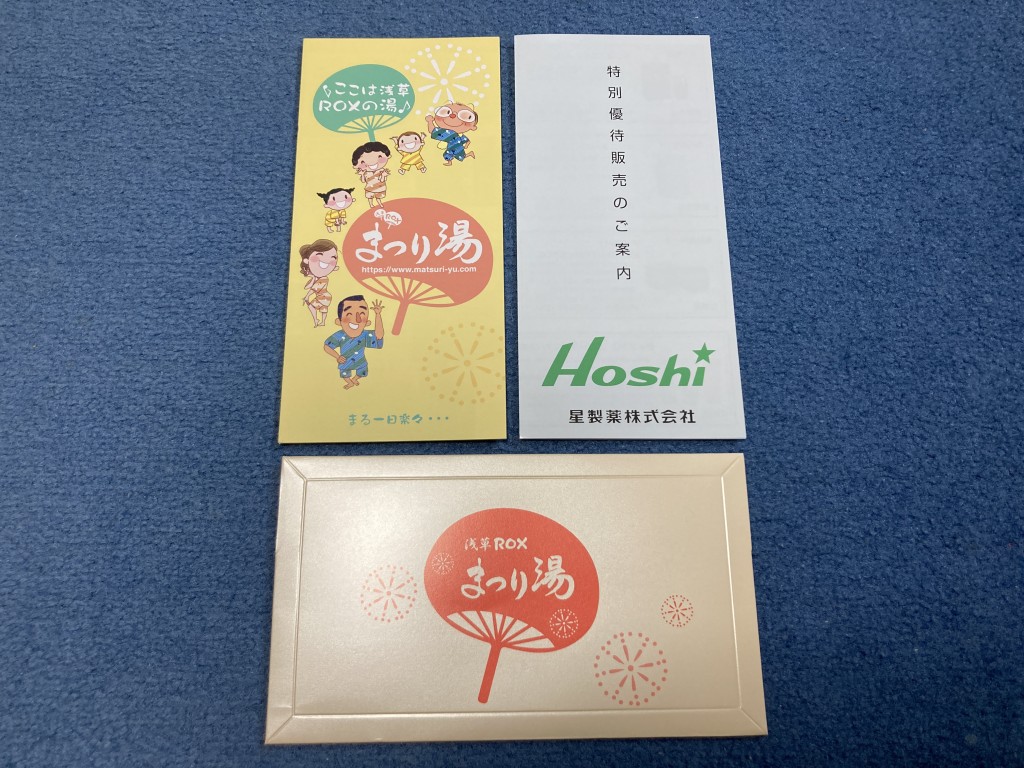 ここは浅草
ROXの湯♪
ROX
まつり湯
https://www.matsuri-yu.com
まる一日楽々・・・
特別優待販売のご案内
Hoshi
星製薬株式会社
浅草ROX
まつり湯